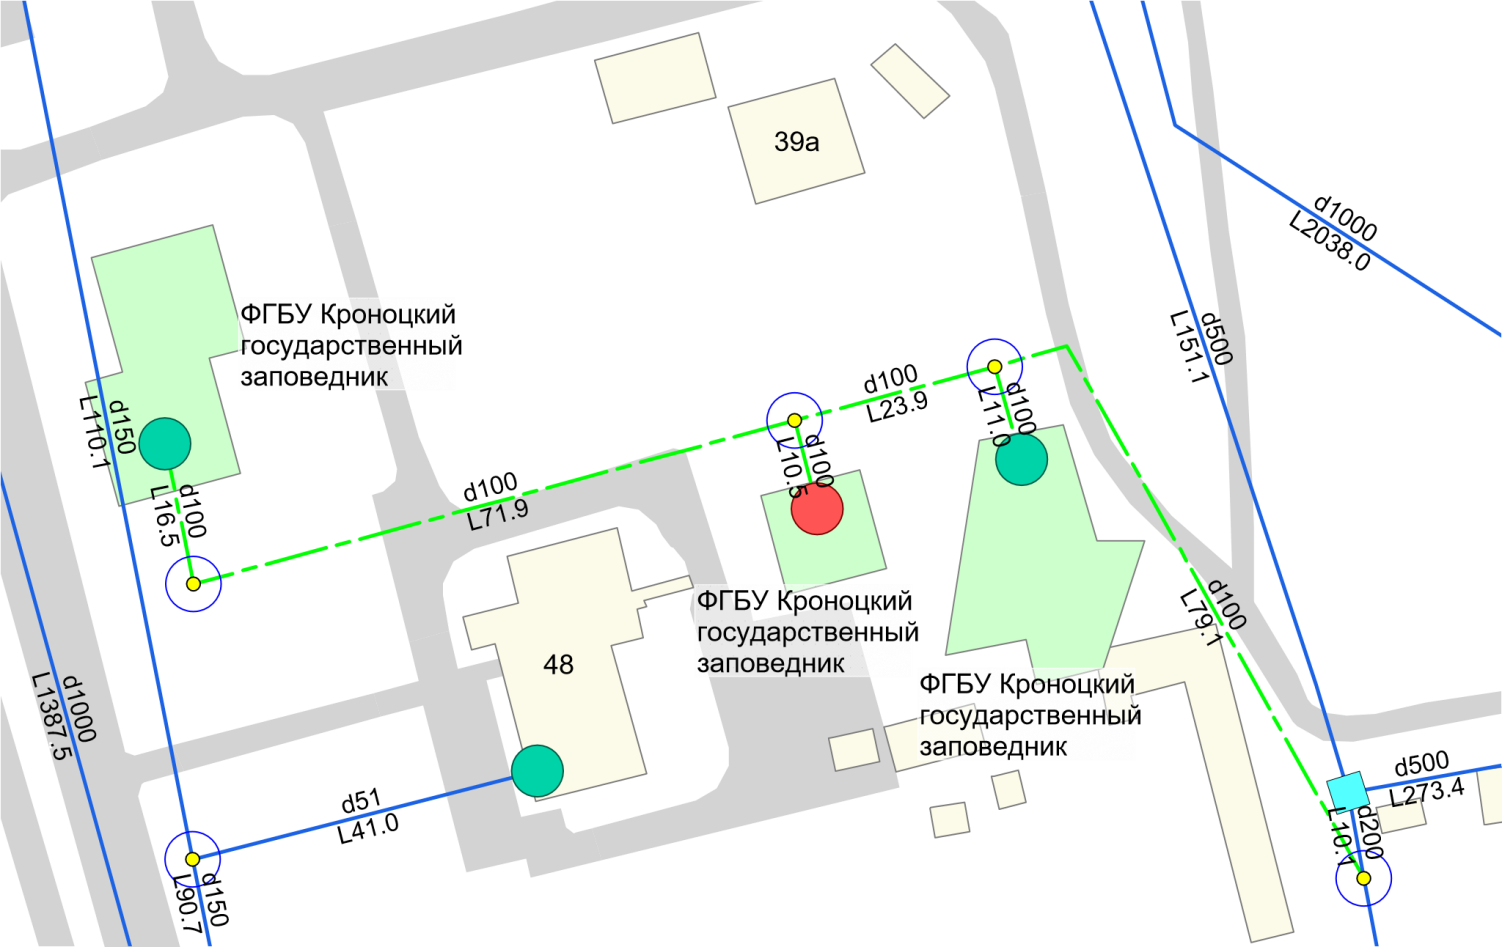 39а
d1000
L2038.0
ФГБУ Кроноцкий
государственный
заповедник
d500
L151.1
d100
L23.9
d100
L11.0
d150
L110.1
d100
L10.5
d100
L71.9
d100
L16.5
d100
L79.1
ФГБУ Кроноцкий
государственный
заповедник
48
ФГБУ Кроноцкий
государственный
заповедник
d1000
L1387.5
d500
L273.4
d51
L41.0
d200
L10.1
d150
L90.7